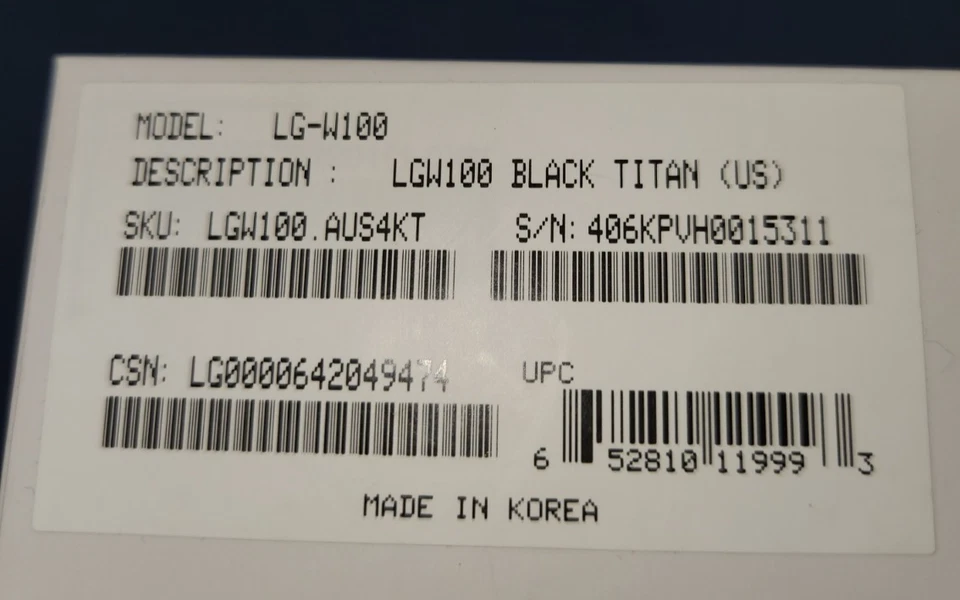 MODEL: LG-W100
DESCRIPTION : LGW100 BLACK TITAN (US)
SKU: LGW100.AUS4KT S/N: 406KPVH0015311
CSN: LG0000642049474 UPC
6 52810 11999 3
MADE IN KOREA